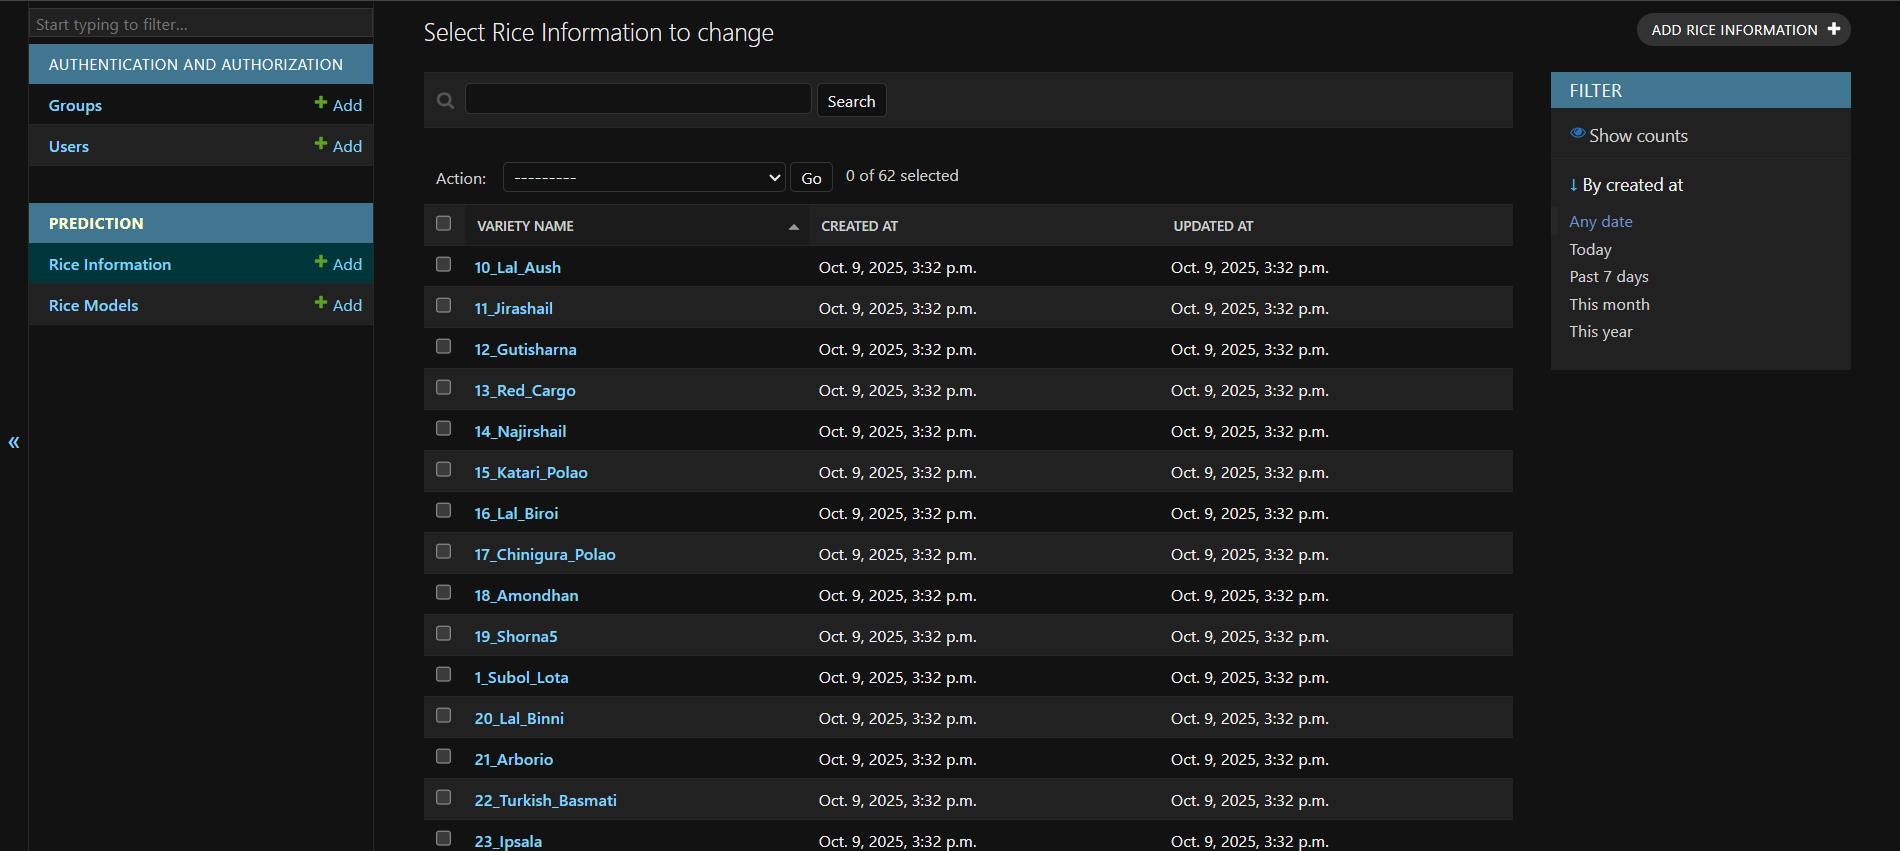 Start typing to filter...
AUTHENTICATION AND AUTHORIZATION
Groups + Add
Users + Add
PREDICTION
Rice Information + Add
Rice Models + Add
«
Select Rice Information to change
ADD RICE INFORMATION +
Search
Action: --------- Go 0 of 62 selected
VARIETY NAME CREATED AT UPDATED AT
10_Lal_Aush Oct. 9, 2025, 3:32 p.m. Oct. 9, 2025, 3:32 p.m.
11_Jirashail Oct. 9, 2025, 3:32 p.m. Oct. 9, 2025, 3:32 p.m.
12_Gutisharna Oct. 9, 2025, 3:32 p.m. Oct. 9, 2025, 3:32 p.m.
13_Red_Cargo Oct. 9, 2025, 3:32 p.m. Oct. 9, 2025, 3:32 p.m.
14_Najirshail Oct. 9, 2025, 3:32 p.m. Oct. 9, 2025, 3:32 p.m.
15_Katari_Polao Oct. 9, 2025, 3:32 p.m. Oct. 9, 2025, 3:32 p.m.
16_Lal_Biroi Oct. 9, 2025, 3:32 p.m. Oct. 9, 2025, 3:32 p.m.
17_Chinigura_Polao Oct. 9, 2025, 3:32 p.m. Oct. 9, 2025, 3:32 p.m.
18_Amondhan Oct. 9, 2025, 3:32 p.m. Oct. 9, 2025, 3:32 p.m.
19_Shorna5 Oct. 9, 2025, 3:32 p.m. Oct. 9, 2025, 3:32 p.m.
1_Subol_Lota Oct. 9, 2025, 3:32 p.m. Oct. 9, 2025, 3:32 p.m.
20_Lal_Binni Oct. 9, 2025, 3:32 p.m. Oct. 9, 2025, 3:32 p.m.
21_Arborio Oct. 9, 2025, 3:32 p.m. Oct. 9, 2025, 3:32 p.m.
22_Turkish_Basmati Oct. 9, 2025, 3:32 p.m. Oct. 9, 2025, 3:32 p.m.
23_Ipsala Oct. 9, 2025, 3:32 p.m. Oct. 9, 2025, 3:32 p.m.
FILTER
Show counts
↓ By created at
Any date
Today
Past 7 days
This month
This year